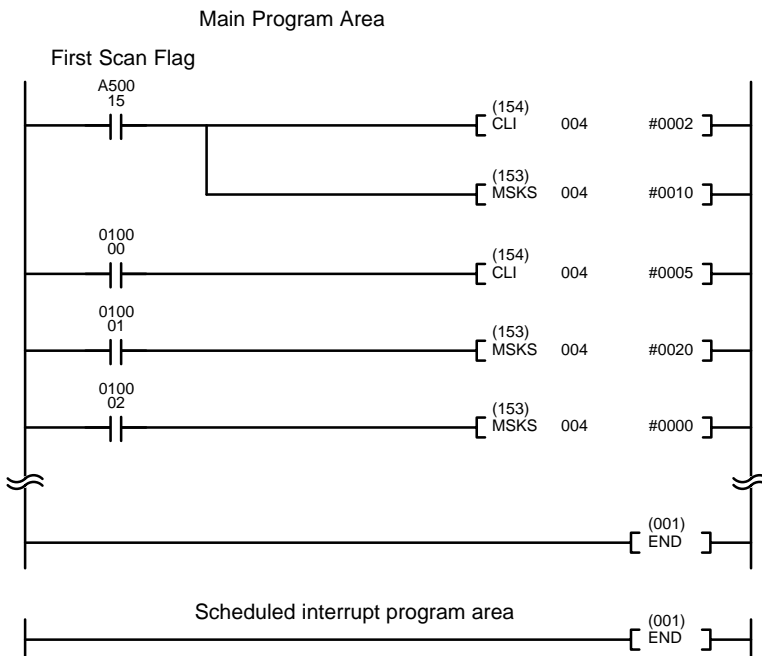 Main Program Area
First Scan Flag
A500
15
(154)
CLI 004 #0002
(153)
MSKS 004 #0010
0100
00
(154)
CLI 004 #0005
0100
01
(153)
MSKS 004 #0020
0100
02
(153)
MSKS 004 #0000
(001)
END
Scheduled interrupt program area
(001)
END